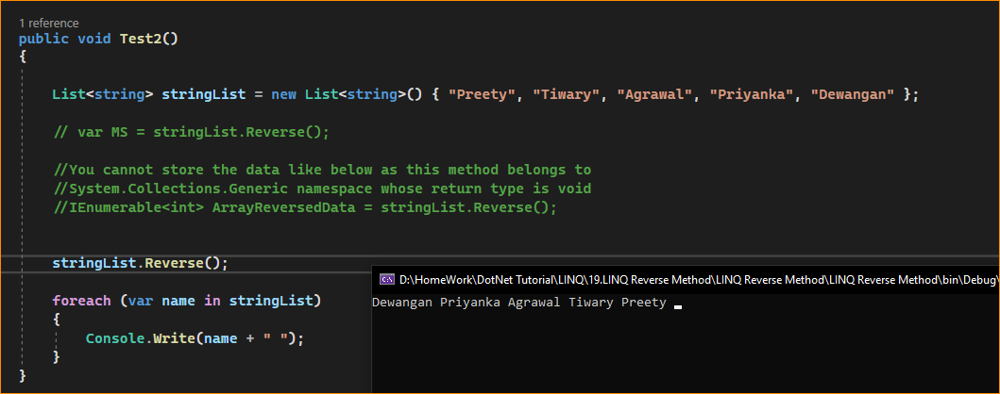 1 reference
public void Test2()
{
List<string> stringList = new List<string>() { "Preety", "Tiwary", "Agrawal", "Priyanka", "Dewangan" };
// var MS = stringList.Reverse();
//You cannot store the data like below as this method belongs to
//System.Collections.Generic namespace whose return type is void
//IEnumerable<int> ArrayReversedData = stringList.Reverse();
stringList.Reverse();
foreach (var name in stringList)
{
Console.Write(name + " ");
}
}
D:\HomeWork\DotNet Tutorial\LINQ\19.LINQ Reverse Method\LINQ Reverse Method\LINQ Reverse Method\bin\Debug\
Dewangan Priyanka Agrawal Tiwary Preety